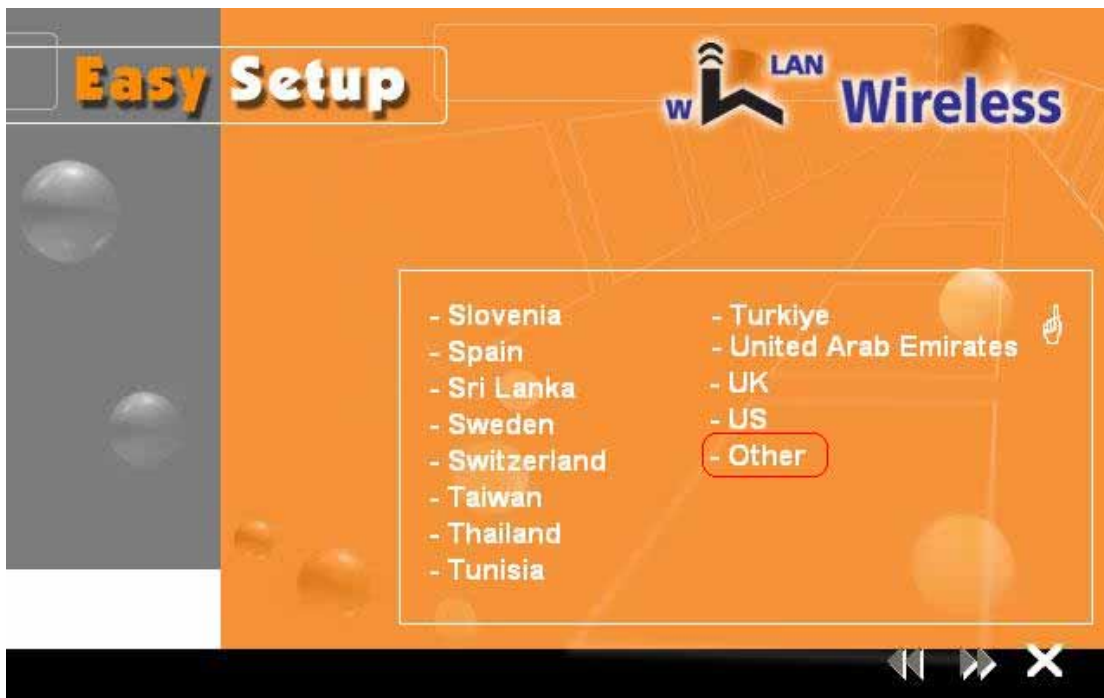 Easy Setup
w LAN
Wireless
- Slovenia
- Spain
- Sri Lanka
- Sweden
- Switzerland
- Taiwan
- Thailand
- Tunisia
- Turkiye
- United Arab Emirates
- UK
- US
- Other